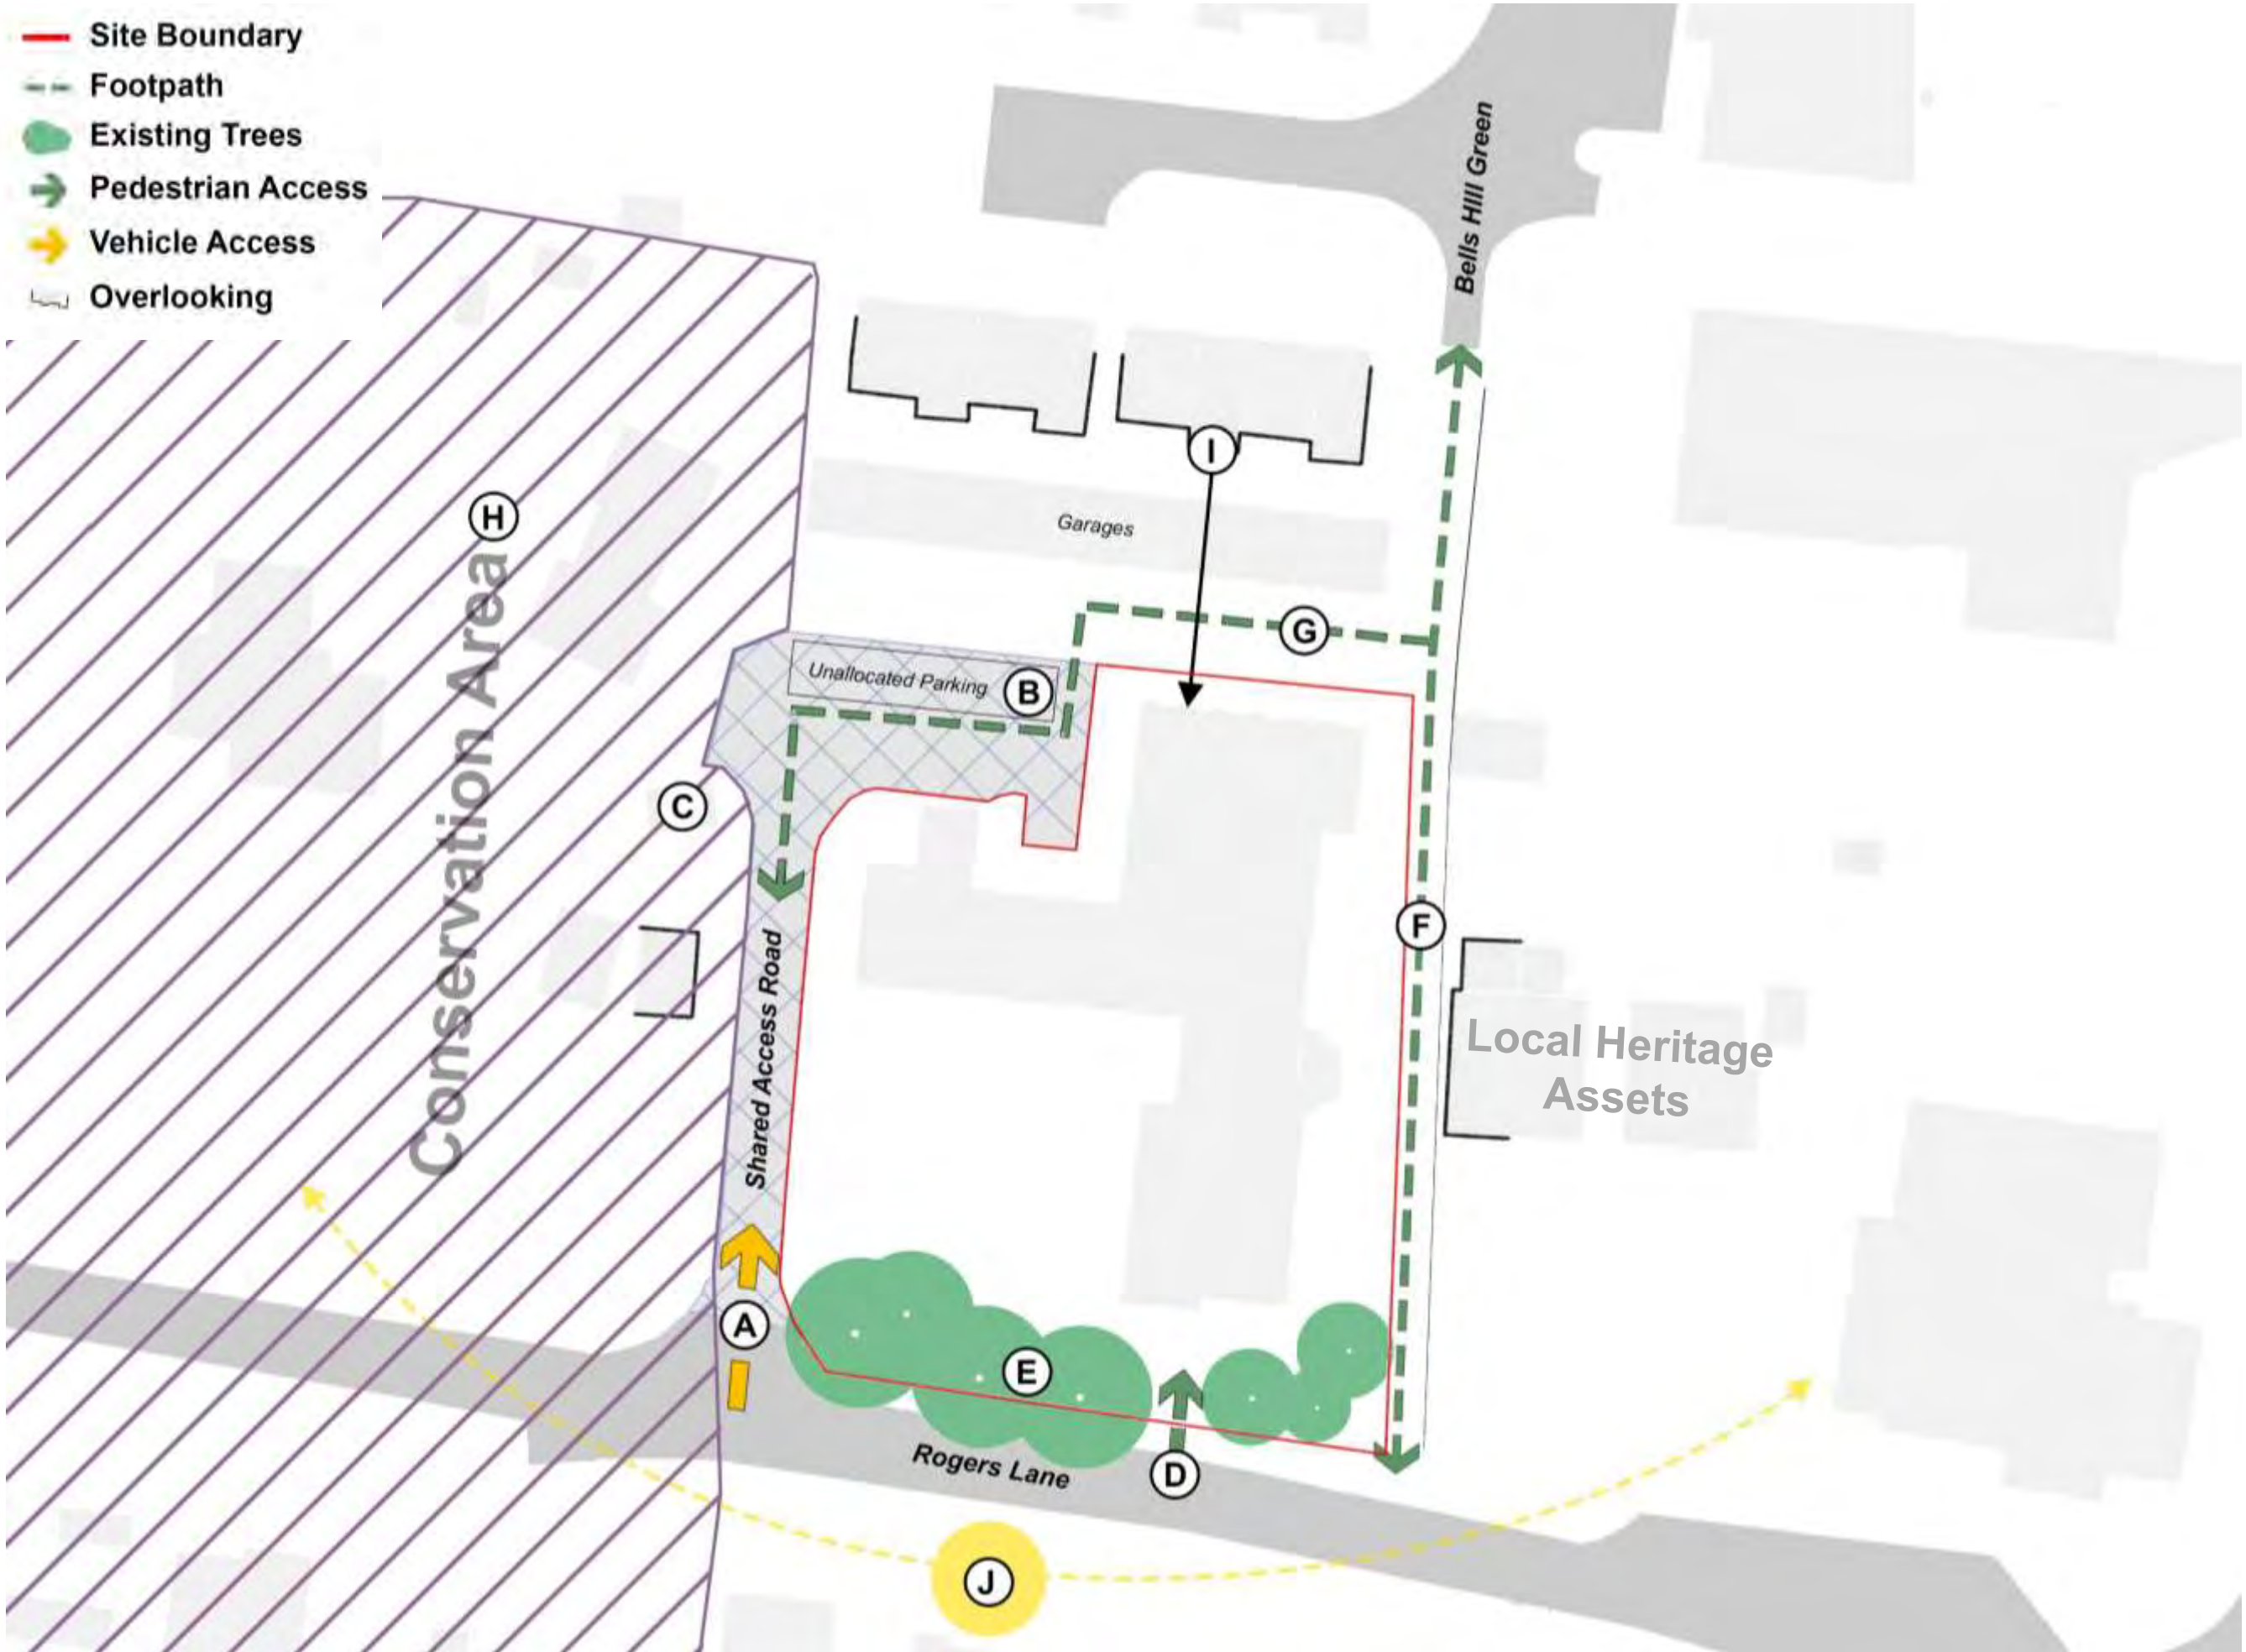 Site Boundary
Footpath
Existing Trees
Pedestrian Access
Vehicle Access
Overlooking
Bells HIll Green
I
Garages
H
G
Unallocated Parking
B
C
Conservation Area
F
Shared Access Road
Local Heritage
Assets
A
E
Rogers Lane
D
J